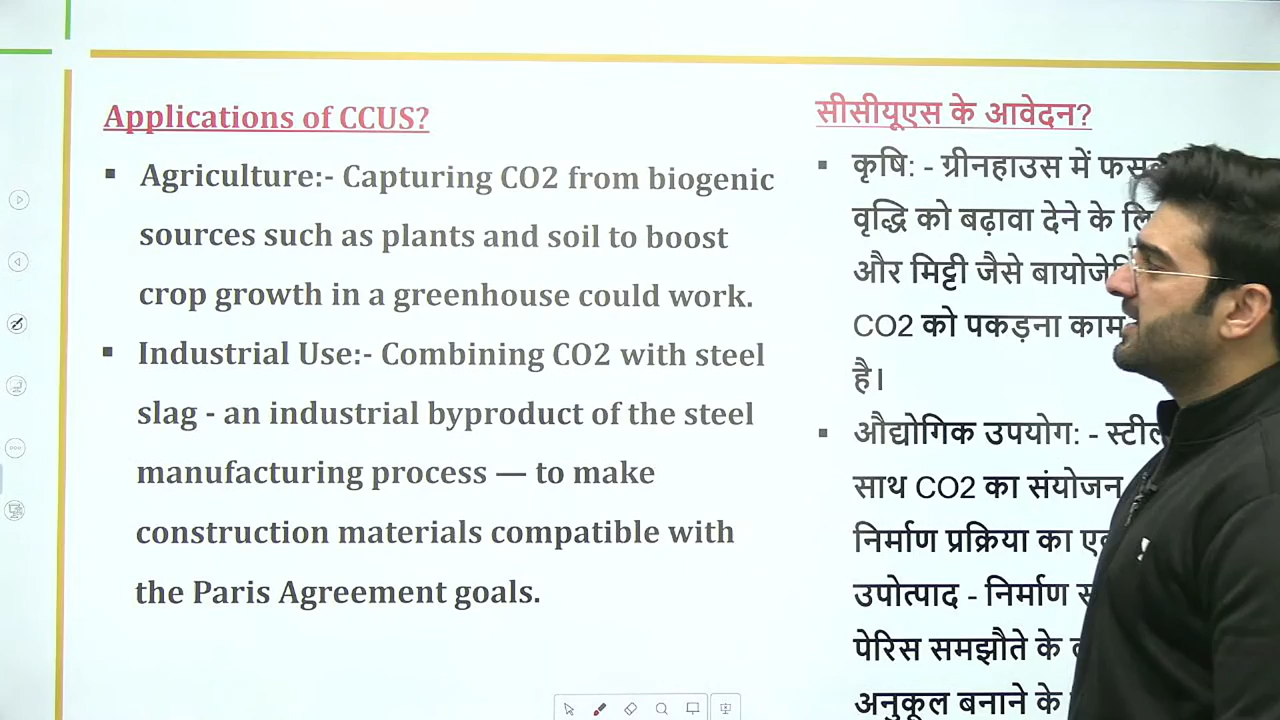 Applications of CCUS?
▪ Agriculture:- Capturing CO2 from biogenic
sources such as plants and soil to boost
crop growth in a greenhouse could work.
▪ Industrial Use:- Combining CO2 with steel
slag - an industrial byproduct of the steel
manufacturing process — to make
construction materials compatible with
the Paris Agreement goals.
सीसीयूएस के आवेदन?
▪ कृषि: - ग्रीनहाउस में
वृद्धि को बढ़ावा देने के
और मिट्टी जैसे
CO2 को पकड़ना काम
है।
▪ औद्योगिक उपयोग: -
साथ CO2 का संयोजन
निर्माण प्रक्रिया का
उपोत्पाद - निर्माण
पेरिस समझौते के
अनुकूल बनाने के